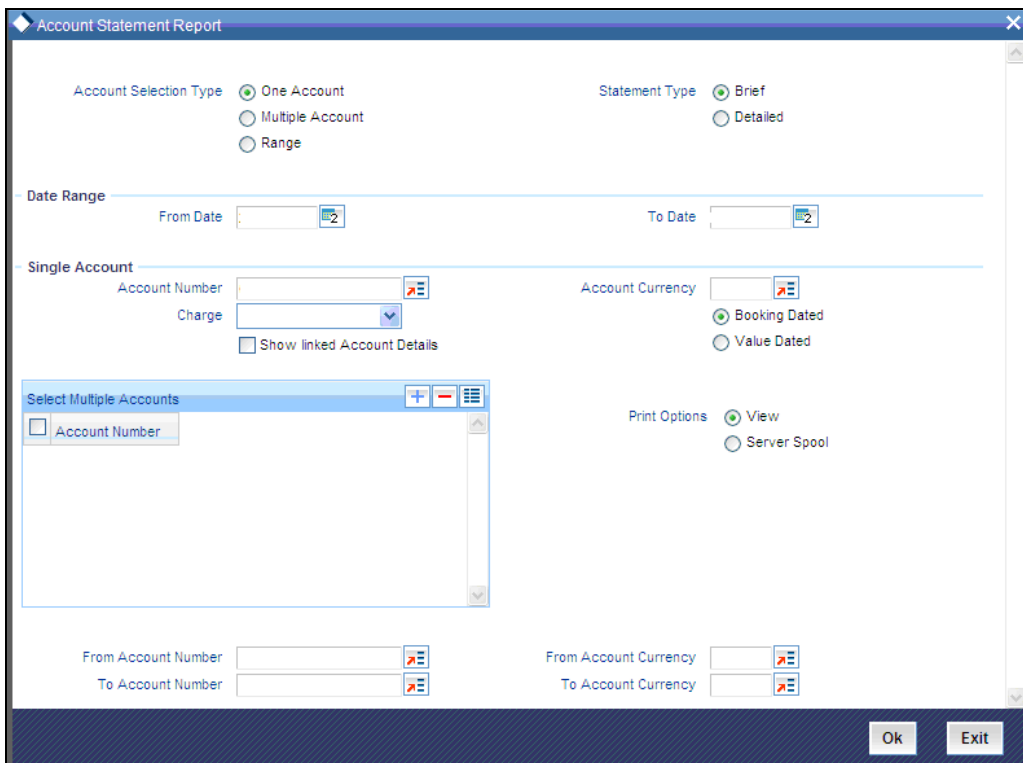 Account Statement Report
Account Selection Type One Account Statement Type Brief
Multiple Account Detailed
Range
Date Range
From Date To Date
Single Account
Account Number Account Currency
Charge Booking Dated
Show linked Account Details Value Dated
Select Multiple Accounts
Account Number
Print Options View
Server Spool
From Account Number From Account Currency
To Account Number To Account Currency
Ok Exit